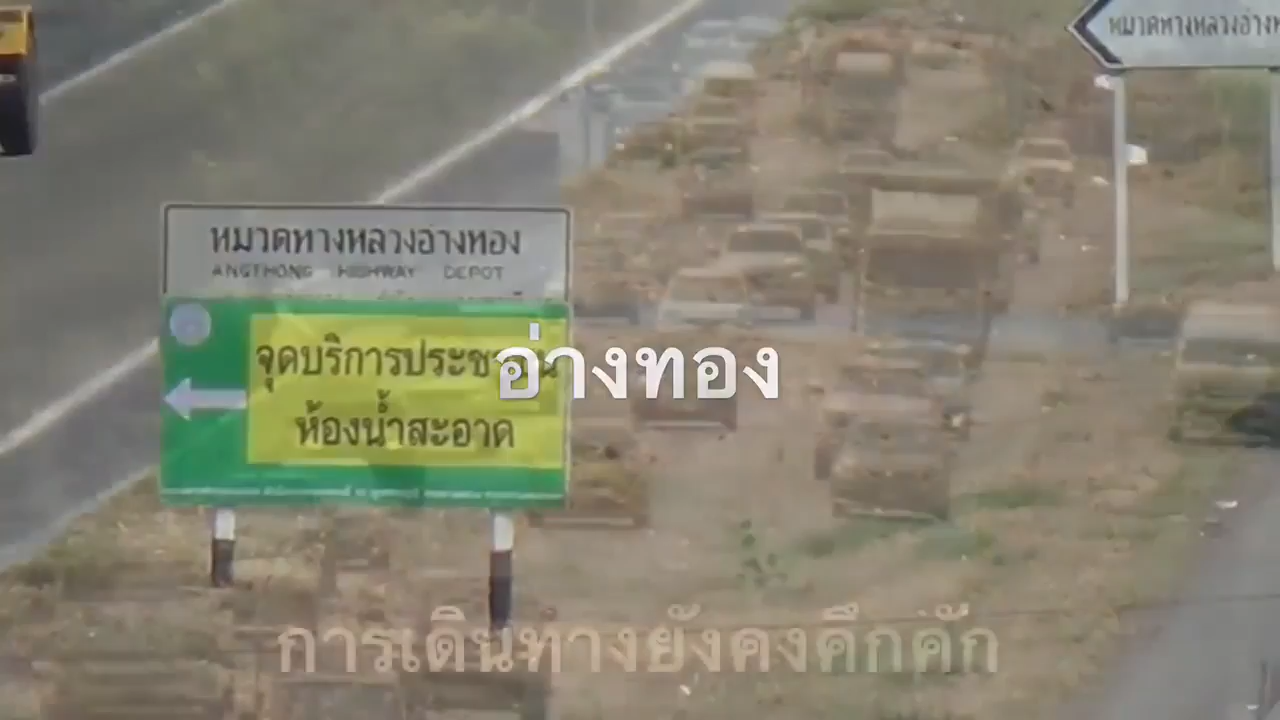 หมวดทางหลวงอ่างท
หมวดทางหลวงอ่างทอง
ANGTHONG HIGHWAY DEPOT
จุดบริการประชาชน
อ่างทอง
ห้องน้ำสะอาด
การเดินทางยังคงคึกคัก